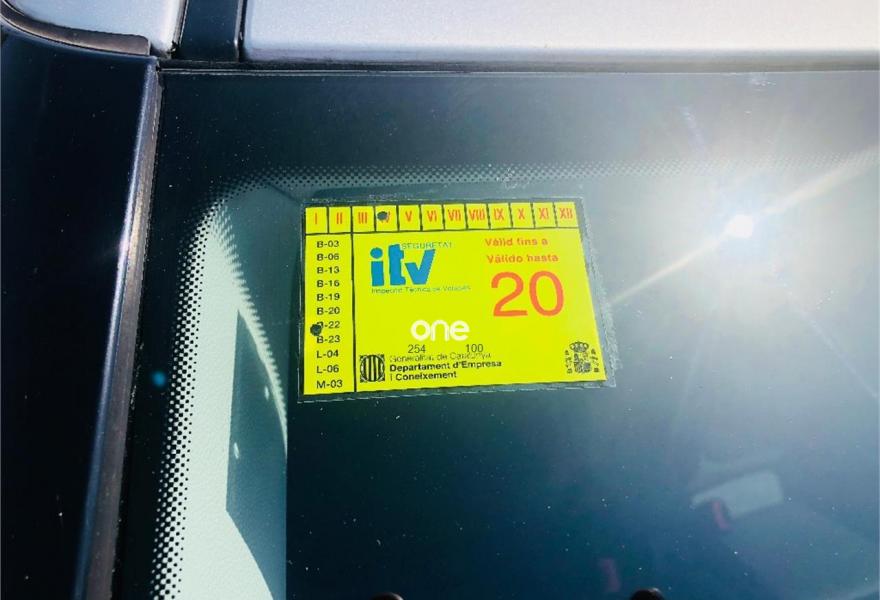 I II III V VI VII VIII IX X XI XII
B-03
B-06
B-13
B-16
B-19
B-20
B-22
B-23
L-04
L-06
M-03
SEGURETAT
itv
Inspecció Tècnica de Vehicles
Vàlid fins a
Válido hasta
20
one
254 100
Generalitat de Catalunya
Departament d'Empresa
i Coneixement